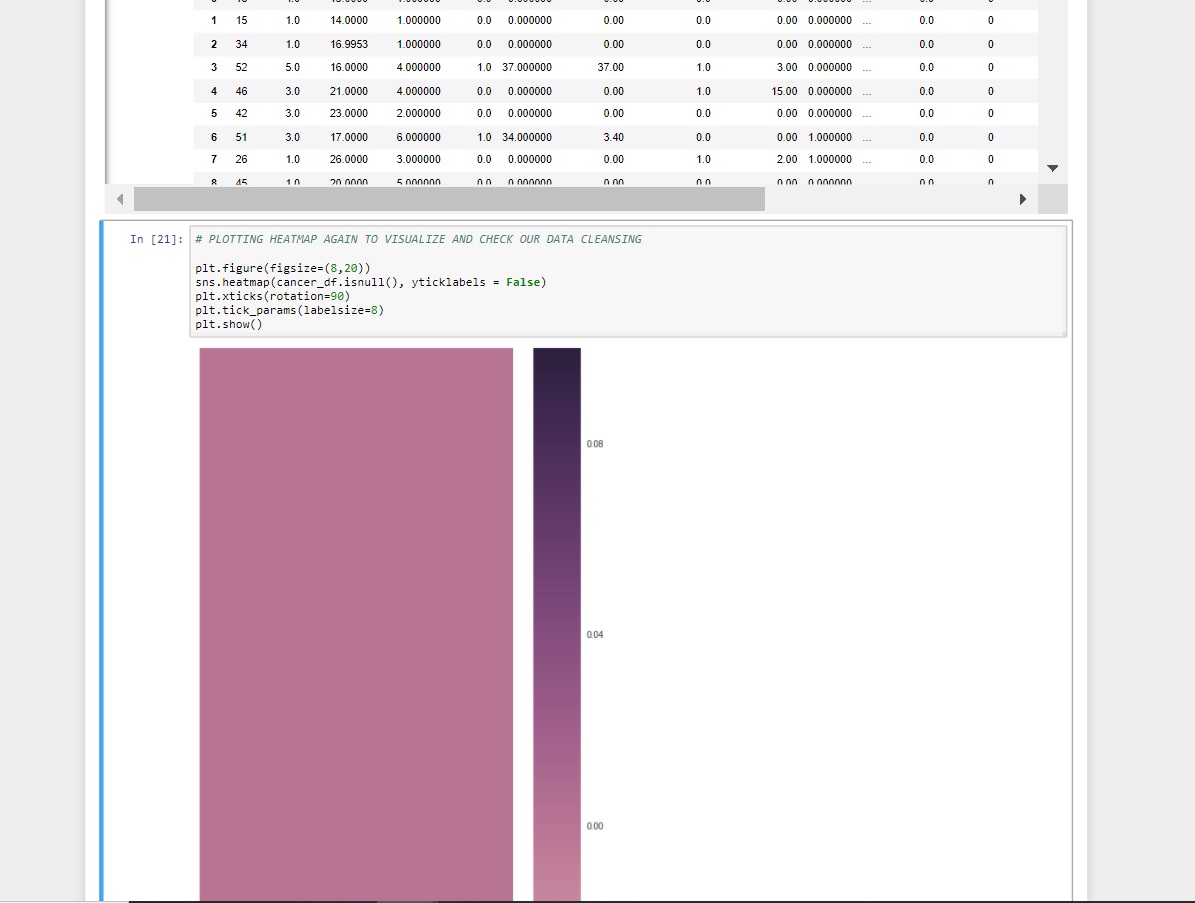 1 15 1.0 14.0000 1.000000 0.0 0.000000 0.00 0.0 0.00 0.000000 ... 0.0 0
2 34 1.0 16.9953 1.000000 0.0 0.000000 0.00 0.0 0.00 0.000000 ... 0.0 0
3 52 5.0 16.0000 4.000000 1.0 37.000000 37.00 1.0 3.00 0.000000 ... 0.0 0
4 46 3.0 21.0000 4.000000 0.0 0.000000 0.00 1.0 15.00 0.000000 ... 0.0 0
5 42 3.0 23.0000 2.000000 0.0 0.000000 0.00 0.0 0.00 0.000000 ... 0.0 0
6 51 3.0 17.0000 6.000000 1.0 34.000000 3.40 0.0 0.00 1.000000 ... 0.0 0
7 26 1.0 26.0000 3.000000 0.0 0.000000 0.00 1.0 2.00 1.000000 ... 0.0 0
8 45 1.0 20.0000 5.000000 0.0 0.000000 0.00 0.0 0.00 0.000000 0.0 0
In [21]: # PLOTTING HEATMAP AGAIN TO VISUALIZE AND CHECK OUR DATA CLEANSING
plt.figure(figsize=(8,20))
sns.heatmap(cancer_df.isnull(), yticklabels = False)
plt.xticks(rotation=90)
plt.tick_params(labelsize=8)
plt.show()
0.08
0.04
0.00